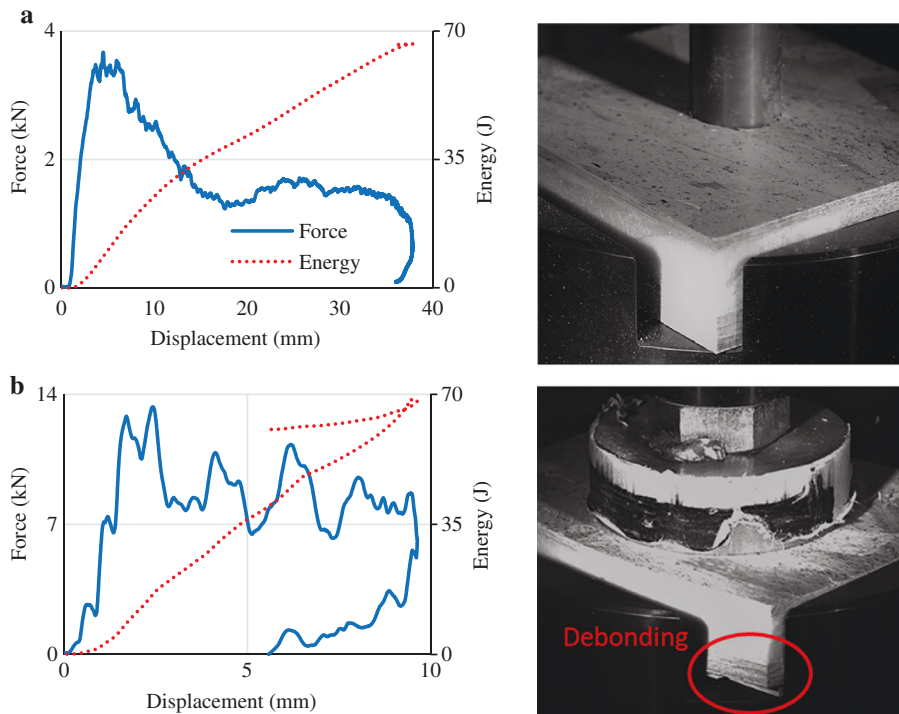 a
4
2
0
Force (kN)
70
35
0
Energy (J)
Force
Energy
0
10
20
30
40
Displacement (mm)
b
14
7
0
Force (kN)
70
35
0
Energy (J)
0
5
10
Displacement (mm)
Debonding